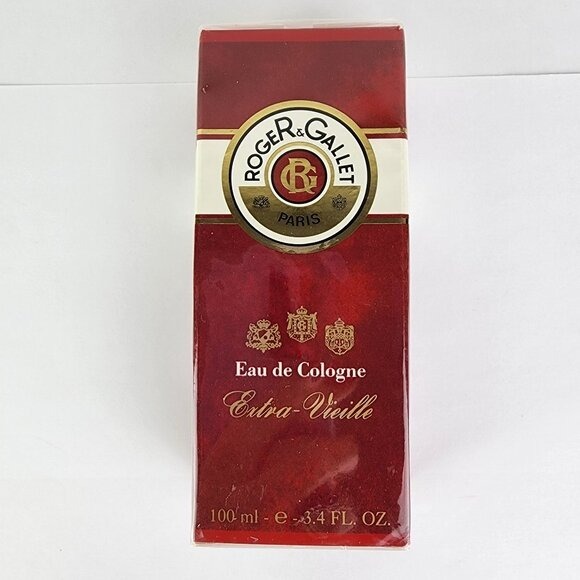 ROGER & GALLET
RG
PARIS
Eau de Cologne
Extra-Vieille
100 ml - e - 3.4 FL. OZ.